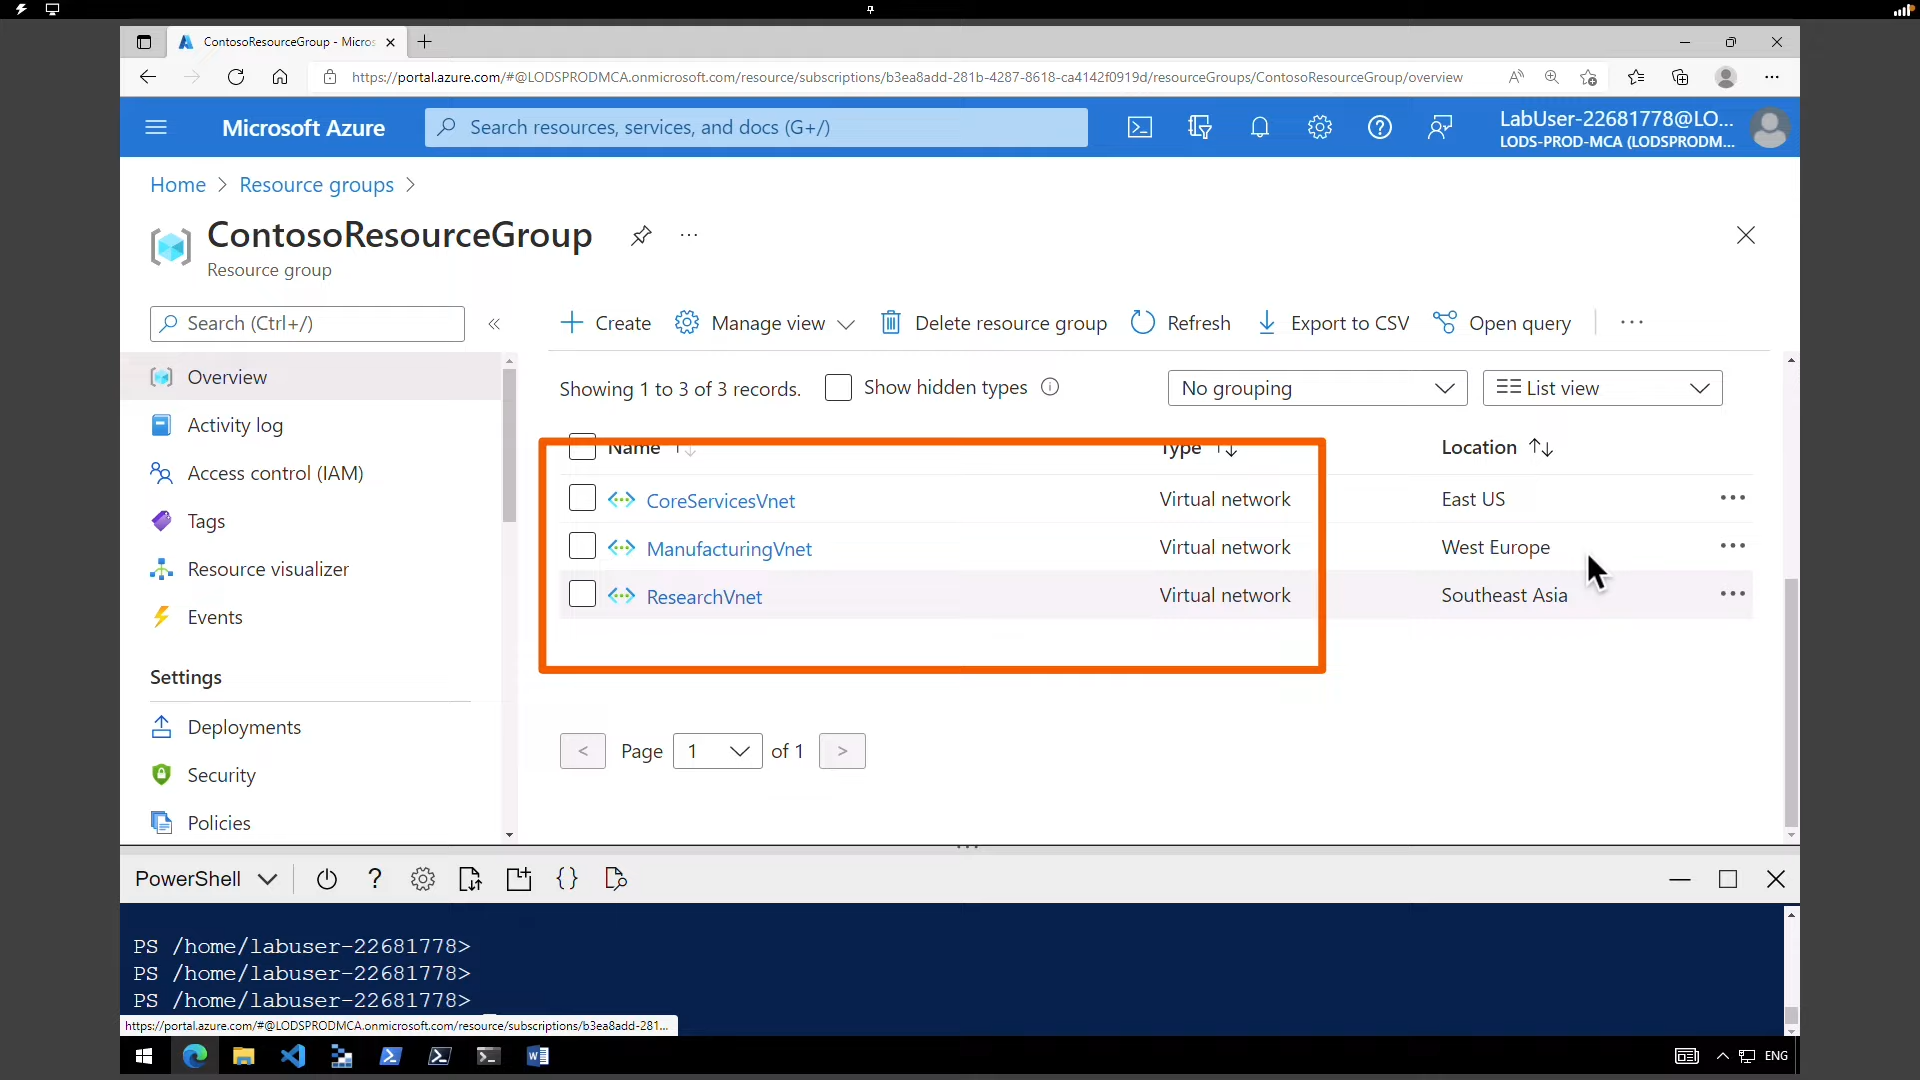 ContosoResourceGroup - Micros
https://portal.azure.com/#@LODSPRODMCA.onmicrosoft.com/resource/subscriptions/b3ea8add-281b-4287-8618-ca4142f0919d/resourceGroups/ContosoResourceGroup/overview
Microsoft Azure
Search resources, services, and docs (G+/)
LabUser-22681778@LO...
LODS-PROD-MCA (LODSPRODM...
Home > Resource groups >
ContosoResourceGroup
Resource group
Search (Ctrl+/)
Create Manage view Delete resource group Refresh Export to CSV Open query
Overview
Activity log
Access control (IAM)
Tags
Resource visualizer
Events
Settings
Deployments
Security
Policies
Showing 1 to 3 of 3 records. Show hidden types No grouping List view
Name Type Location
CoreServicesVnet Virtual network East US
ManufacturingVnet Virtual network West Europe
ResearchVnet Virtual network Southeast Asia
< Page 1 of 1 >
PowerShell
PS /home/labuser-22681778>
PS /home/labuser-22681778>
PS /home/labuser-22681778>
https://portal.azure.com/#@LODSPRODMCA.onmicrosoft.com/resource/subscriptions/b3ea8add-281...
ENG